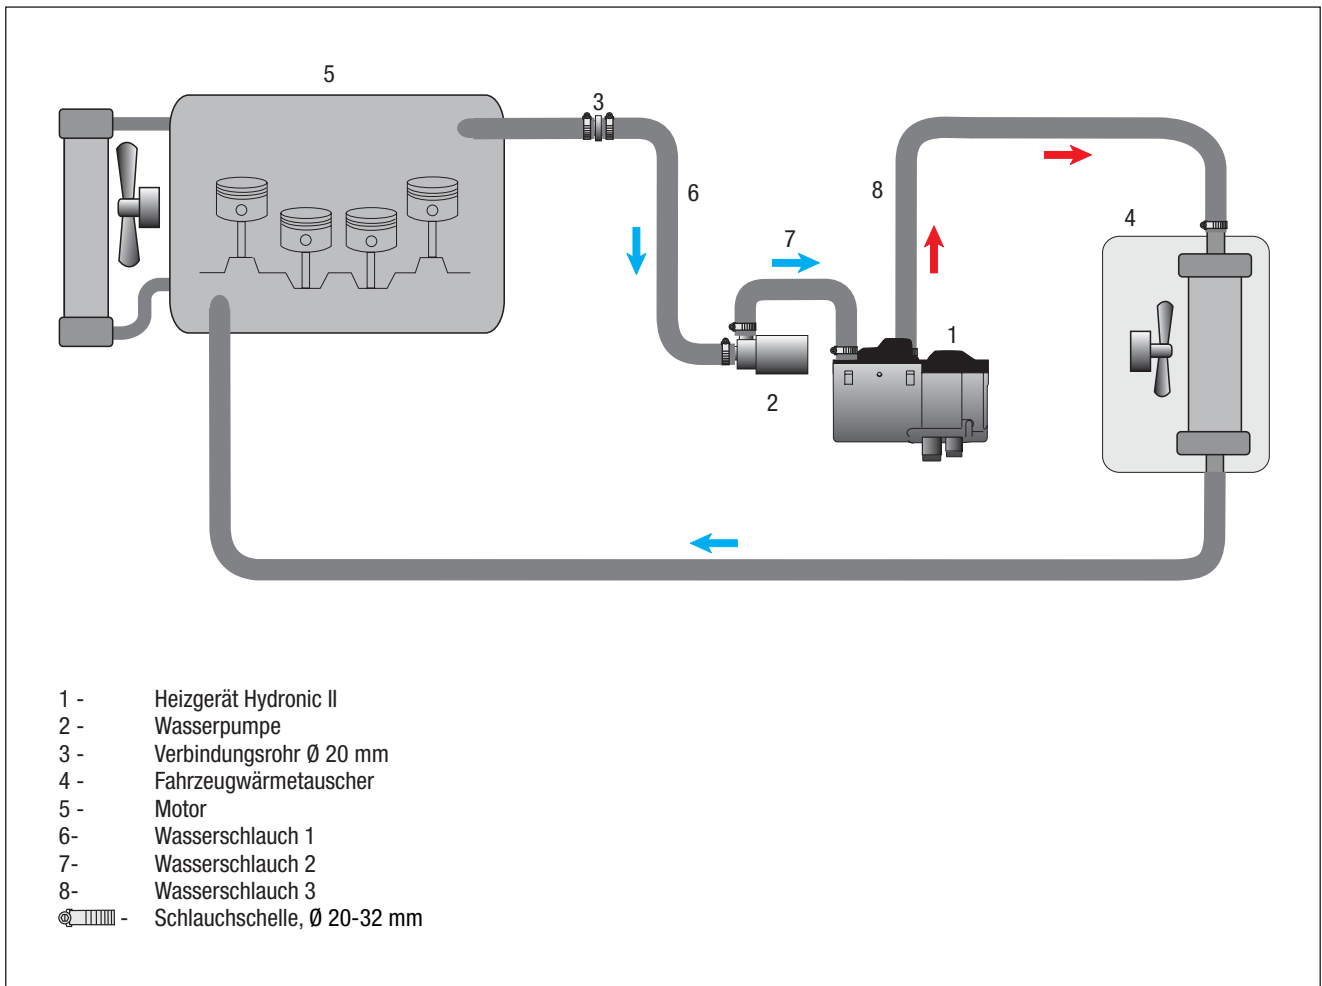 5
3
6
8
7
4
1
2
1 - Heizgerät Hydronic II
2 - Wasserpumpe
3 - Verbindungsrohr Ø 20 mm
4 - Fahrzeugwärmetauscher
5 - Motor
6- Wasserschlauch 1
7- Wasserschlauch 2
8- Wasserschlauch 3
- Schlauchschelle, Ø 20-32 mm